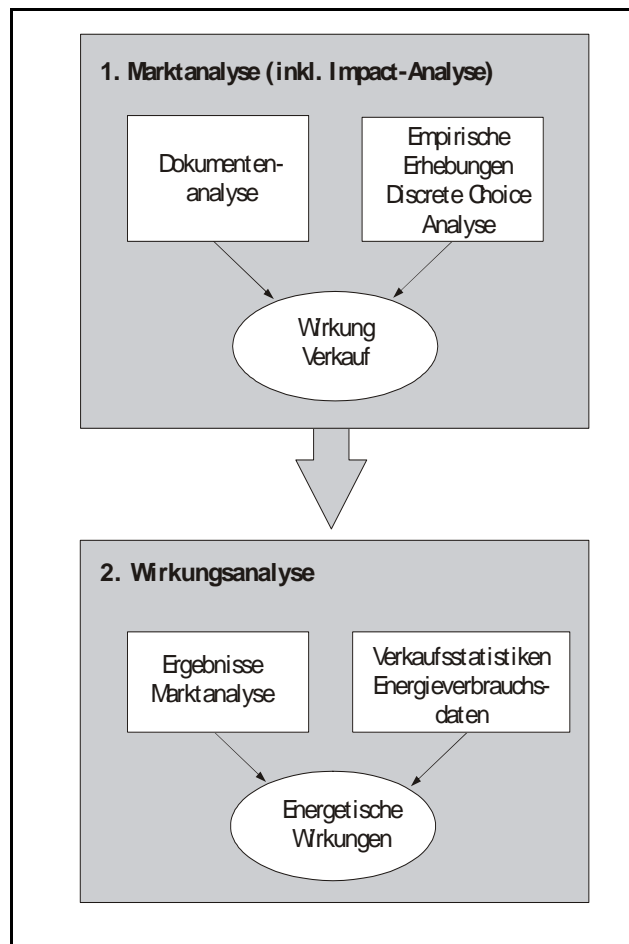 1. Marktanalyse (inkl. Impact-Analyse)
Dokumenten-
analyse
Empirische
Erhebungen
Discrete Choice
Analyse
Wirkung
Verkauf
2. Wirkungsanalyse
Ergebnisse
Marktanalyse
Verkaufsstatistiken
Energieverbrauchs-
daten
Energetische
Wirkungen